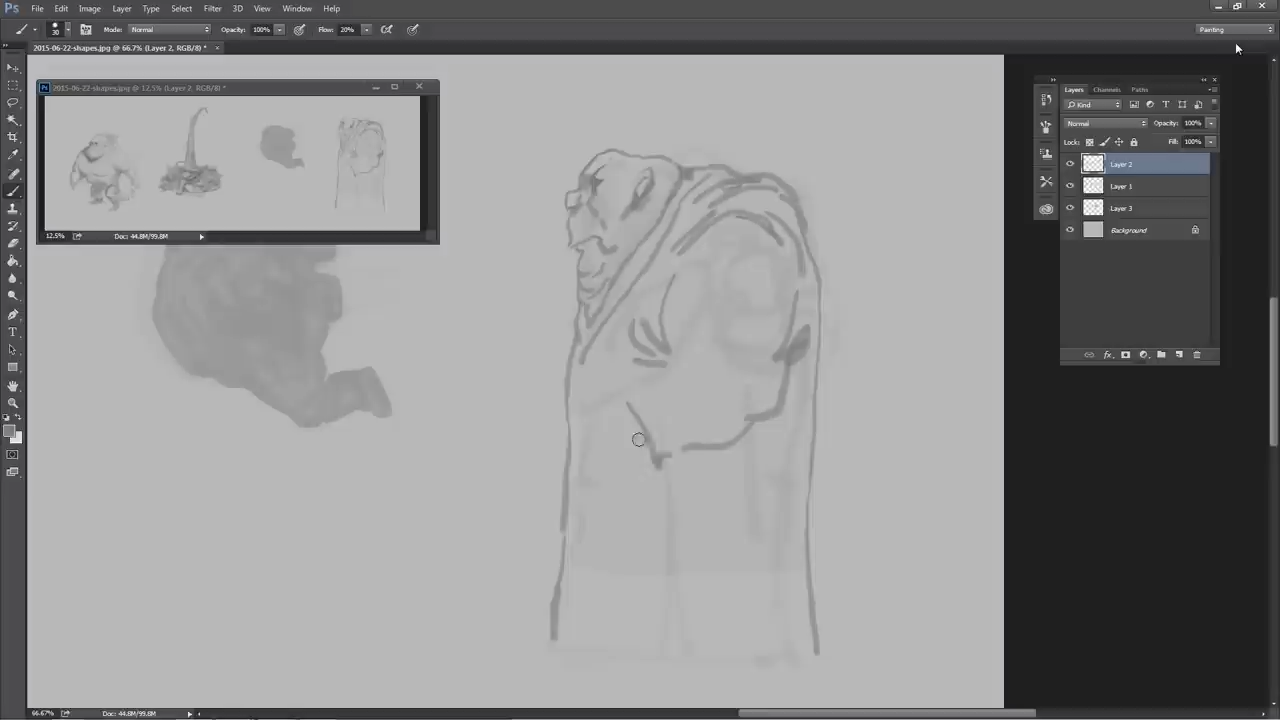 Ps File Edit Image Layer Type Select Filter 3D View Window Help
30 Mode: Normal Opacity: 100% Flow: 20% Painting
2015-06-22-shapes.jpg @ 66.7% (Layer 2, RGB/8) * ×
Ps 2015-06-22-shapes.jpg @ 12.5% (Layer 2, RGB/8) *
12.5% Doc: 44.8M/99.8M
Layers Channels Paths
Kind
Normal Opacity: 100%
Lock: Fill: 100%
Layer 2
Layer 1
Layer 3
Background
66.67% Doc: 44.8M/99.8M